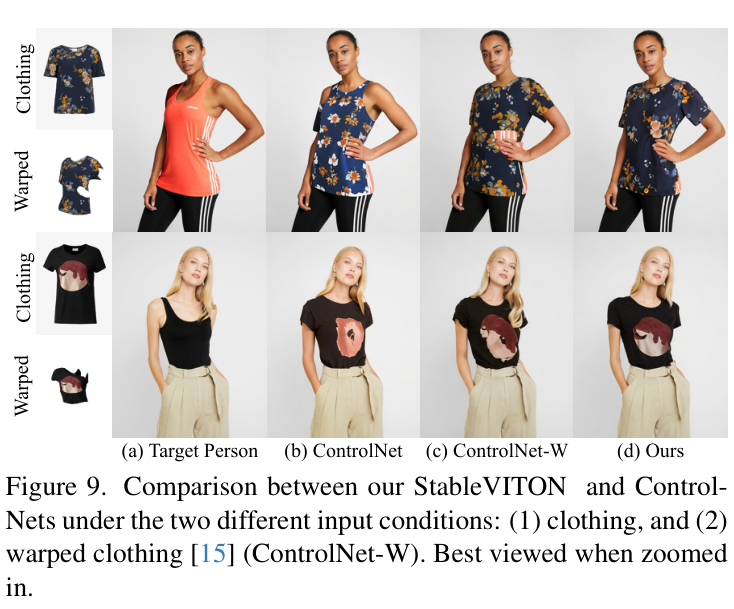 Clothing
Warped
Clothing
Warped
(a) Target Person (b) ControlNet (c) ControlNet-W (d) Ours
Figure 9. Comparison between our StableVITON and Control-
Nets under the two different input conditions: (1) clothing, and (2)
warped clothing [15] (ControlNet-W). Best viewed when zoomed
in.